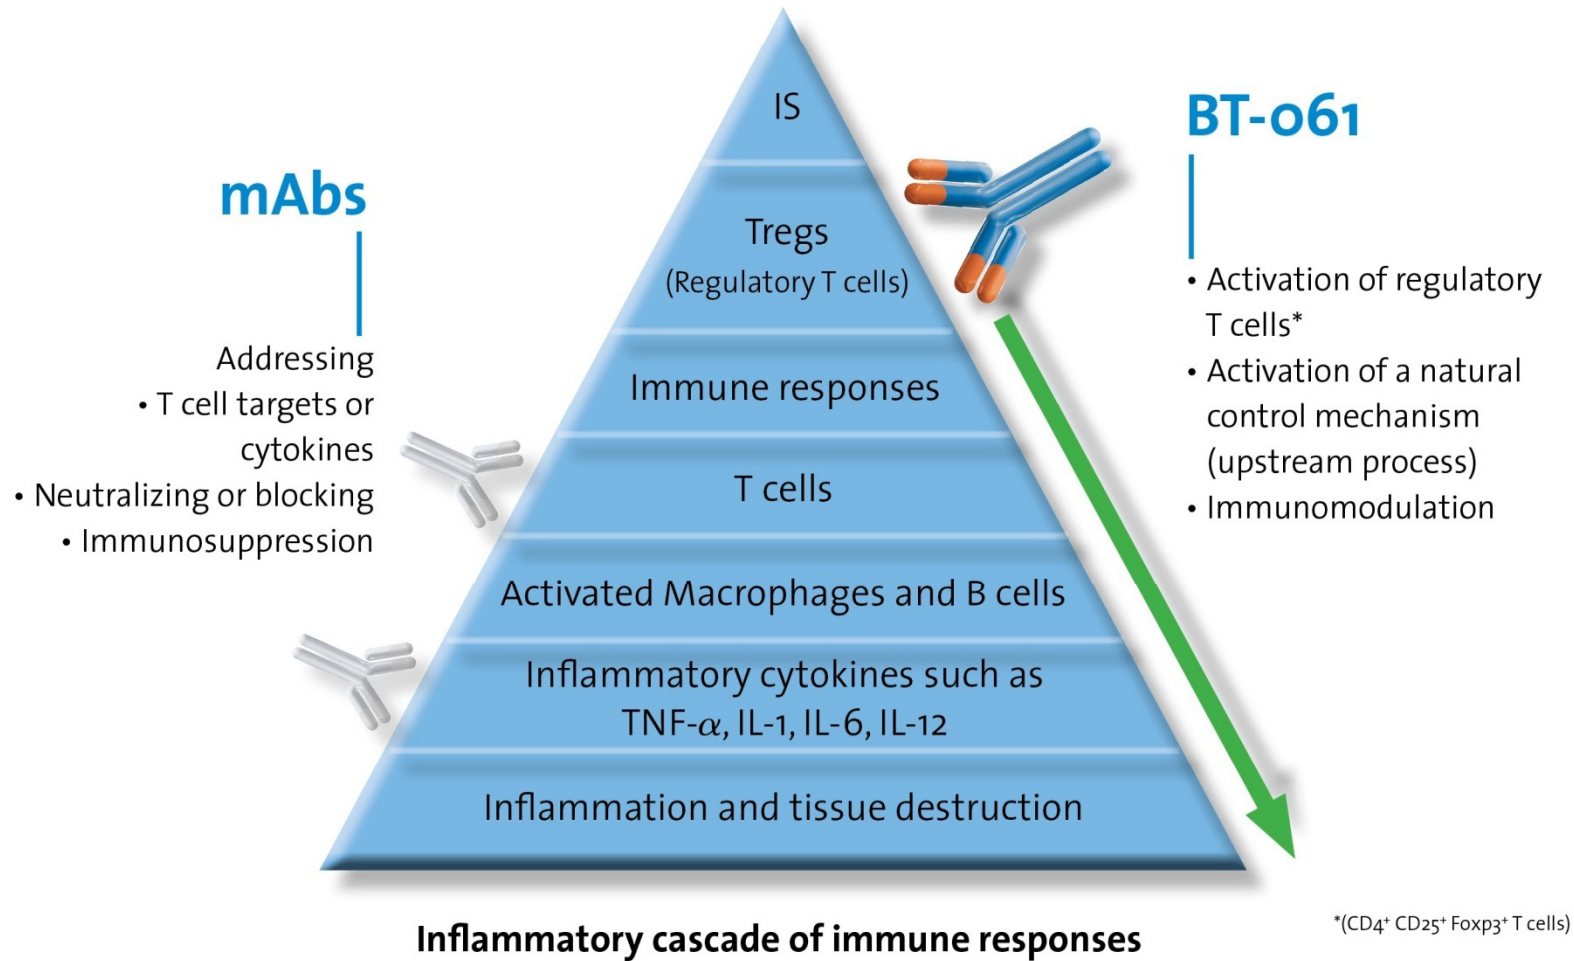 mAbs
Addressing
• T cell targets or
cytokines
• Neutralizing or blocking
• Immunosuppression
IS
Tregs
(Regulatory T cells)
Immune responses
T cells
Activated Macrophages and B cells
Inflammatory cytokines such as
TNF-α, IL-1, IL-6, IL-12
Inflammation and tissue destruction
BT-061
• Activation of regulatory
T cells*
• Activation of a natural
control mechanism
(upstream process)
• Immunomodulation
Inflammatory cascade of immune responses
*(CD4⁺ CD25⁺ Foxp3⁺ T cells)